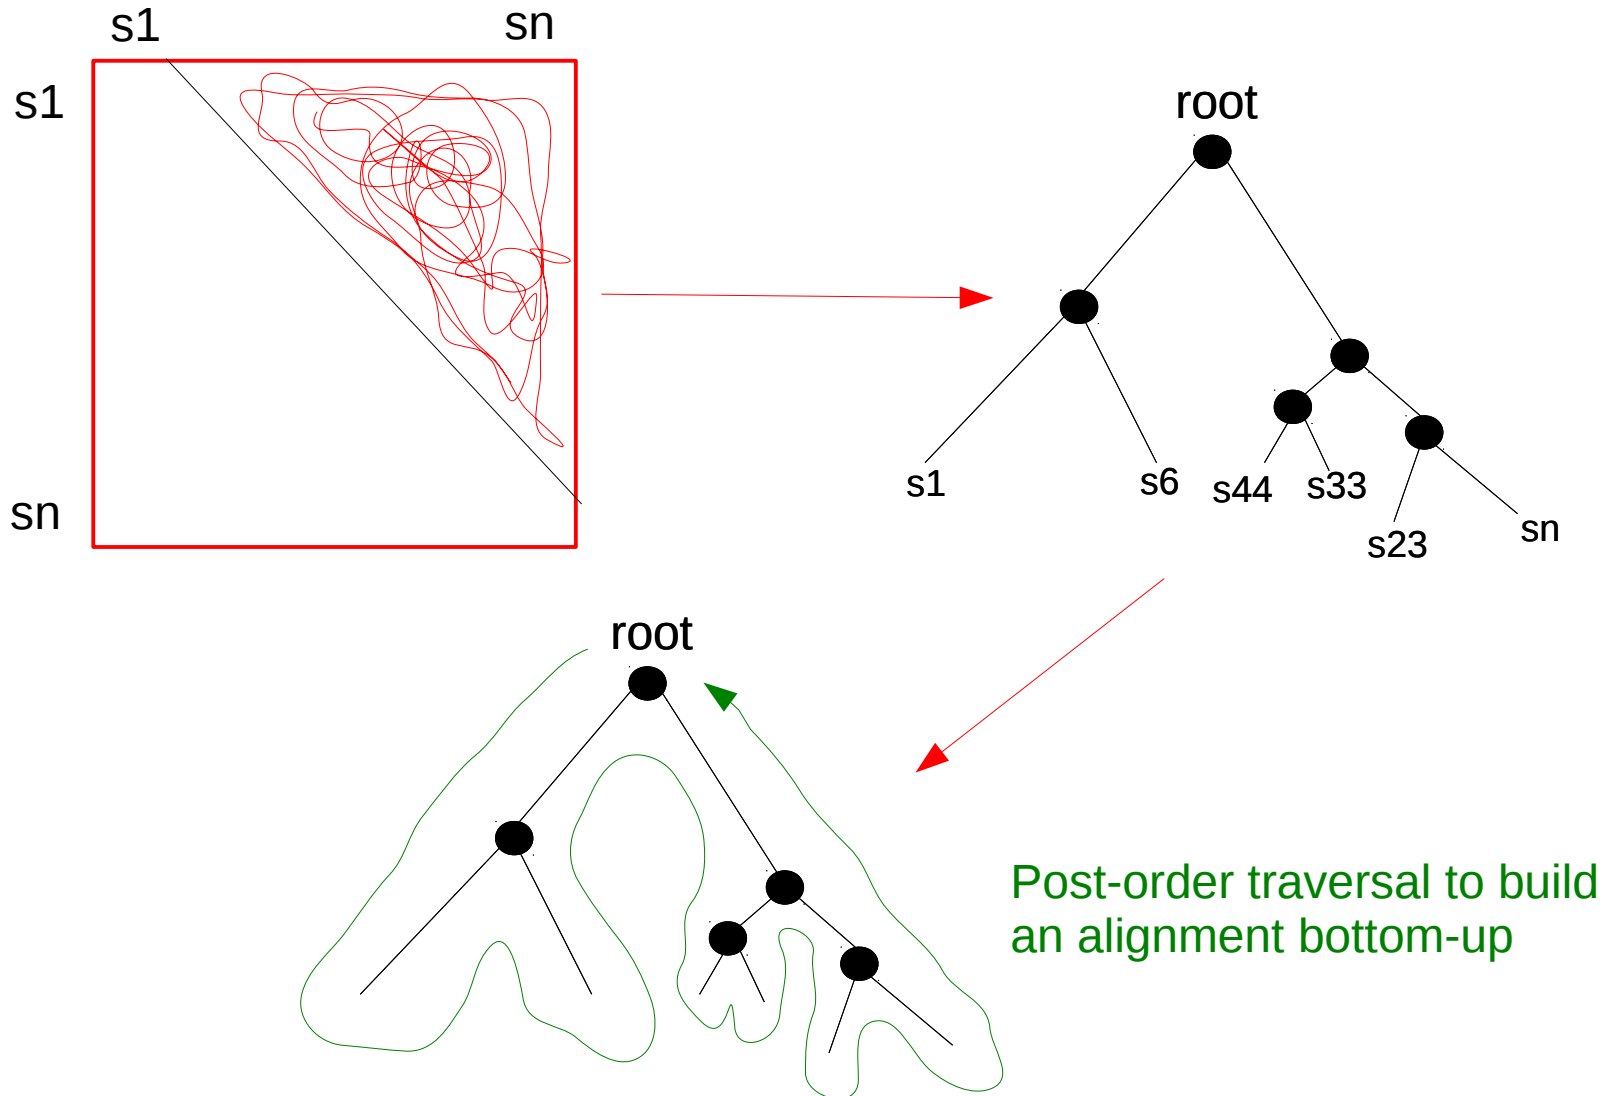 s1
sn
s1
sn
root
s1
s6
s44
s33
s23
sn
root
Post-order traversal to build
an alignment bottom-up